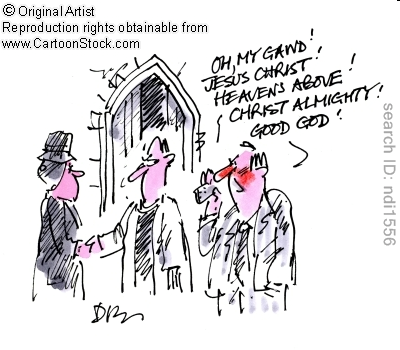 © Original Artist
Reproduction rights obtainable from
www.CartoonStock.com
OH, MY GAWD!
JESUS CHRIST!
HEAVENS ABOVE!
CHRIST ALMIGHTY!
GOOD GOD!
search ID: ndi1556